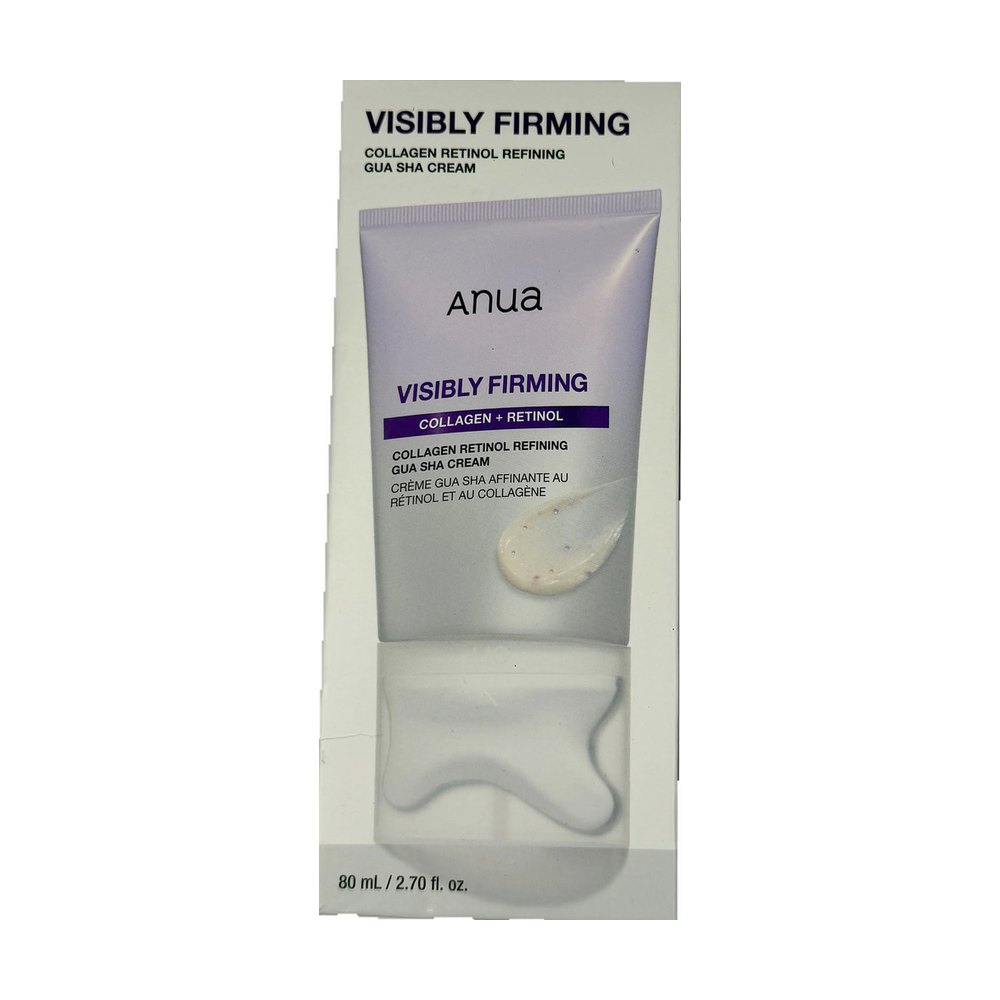 VISIBLY FIRMING
COLLAGEN RETINOL REFINING
GUA SHA CREAM
Anua
VISIBLY FIRMING
COLLAGEN + RETINOL
COLLAGEN RETINOL REFINING
GUA SHA CREAM
CRÈME GUA SHA AFFINANTE AU
RÉTINOL ET AU COLLAGÈNE
80 mL / 2.70 fl. oz.